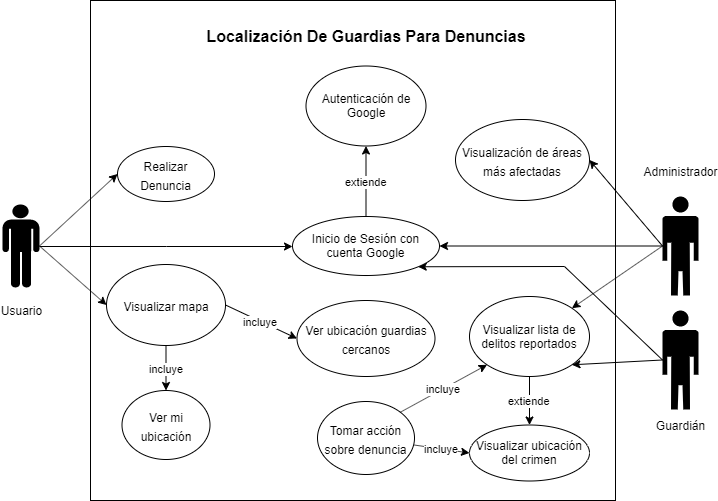 Localización De Guardias Para Denuncias
Autenticación de
Google
Visualización de áreas
más afectadas
Realizar
Denuncia
Administrador
extiende
Inicio de Sesión con
cuenta Google
Usuario
Visualizar mapa
incluye
Ver ubicación guardias
cercanos
Visualizar lista de
delitos reportados
incluye
incluye
extiende
Ver mi
ubicación
Tomar acción
sobre denuncia
incluye
Visualizar ubicación
del crimen
Guardián